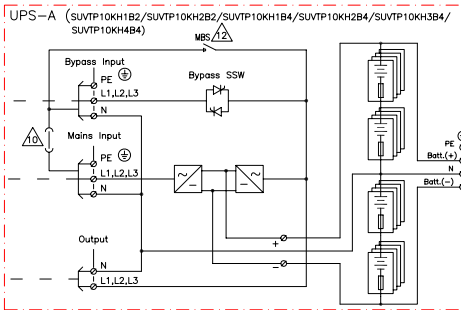 UPS-A (SUVTP10KH1B2/SUVTP10KH2B2/SUVTP10KH1B4/SUVTP10KH2B4/SUVTP10KH3B4/
SUVTP10KH4B4)
MBS 12
Bypass Input
PE
Bypass SSW
L1,L2,L3
N
10
Mains Input
PE
L1,L2,L3
N
PE
Batt.(+)
N
Batt.(-)
Output
+
N
-
L1,L2,L3